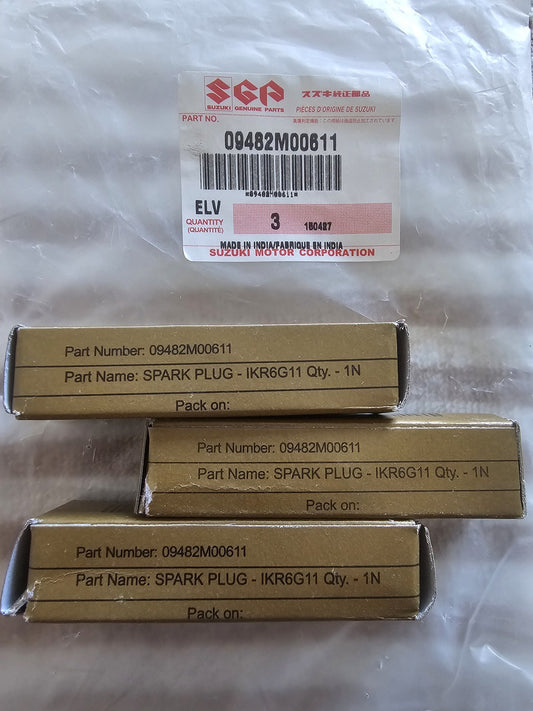 SGP
SUZUKI GENUINE PARTS
スズキ純正部品
PIÈCES D'ORIGINE DE SUZUKI
PART NO.
09482M00611
*09482M00611*
ELV
QUANTITY
(QUANTITÉ)
3
150427
MADE IN INDIA/FABRIQUE EN INDIA
SUZUKI MOTOR CORPORATION
Part Number: 09482M00611
Part Name: SPARK PLUG - IKR6G11 Qty. - 1N
Pack on:
Part Number: 09482M00611
Part Name: SPARK PLUG - IKR6G11 Qty. - 1N
Pack on:
Part Number: 09482M00611
Part Name: SPARK PLUG - IKR6G11 Qty. - 1N
Pack on: